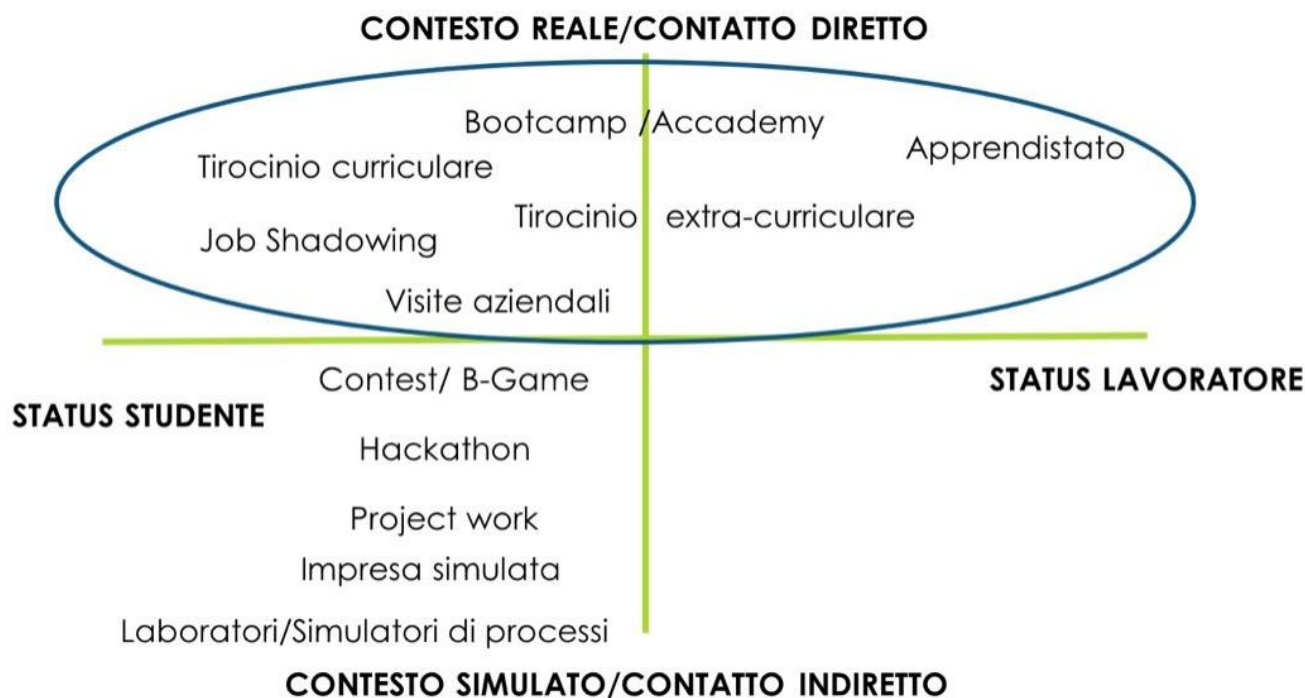 CONTESTO REALE/CONTATTO DIRETTO
Bootcamp /Accademy
Apprendistato
Tirocinio curriculare
Tirocinio extra-curriculare
Job Shadowing
Visite aziendali
Contest/ B-Game
STATUS LAVORATORE
STATUS STUDENTE
Hackathon
Project work
Impresa simulata
Laboratori/Simulatori di processi
CONTESTO SIMULATO/CONTATTO INDIRETTO